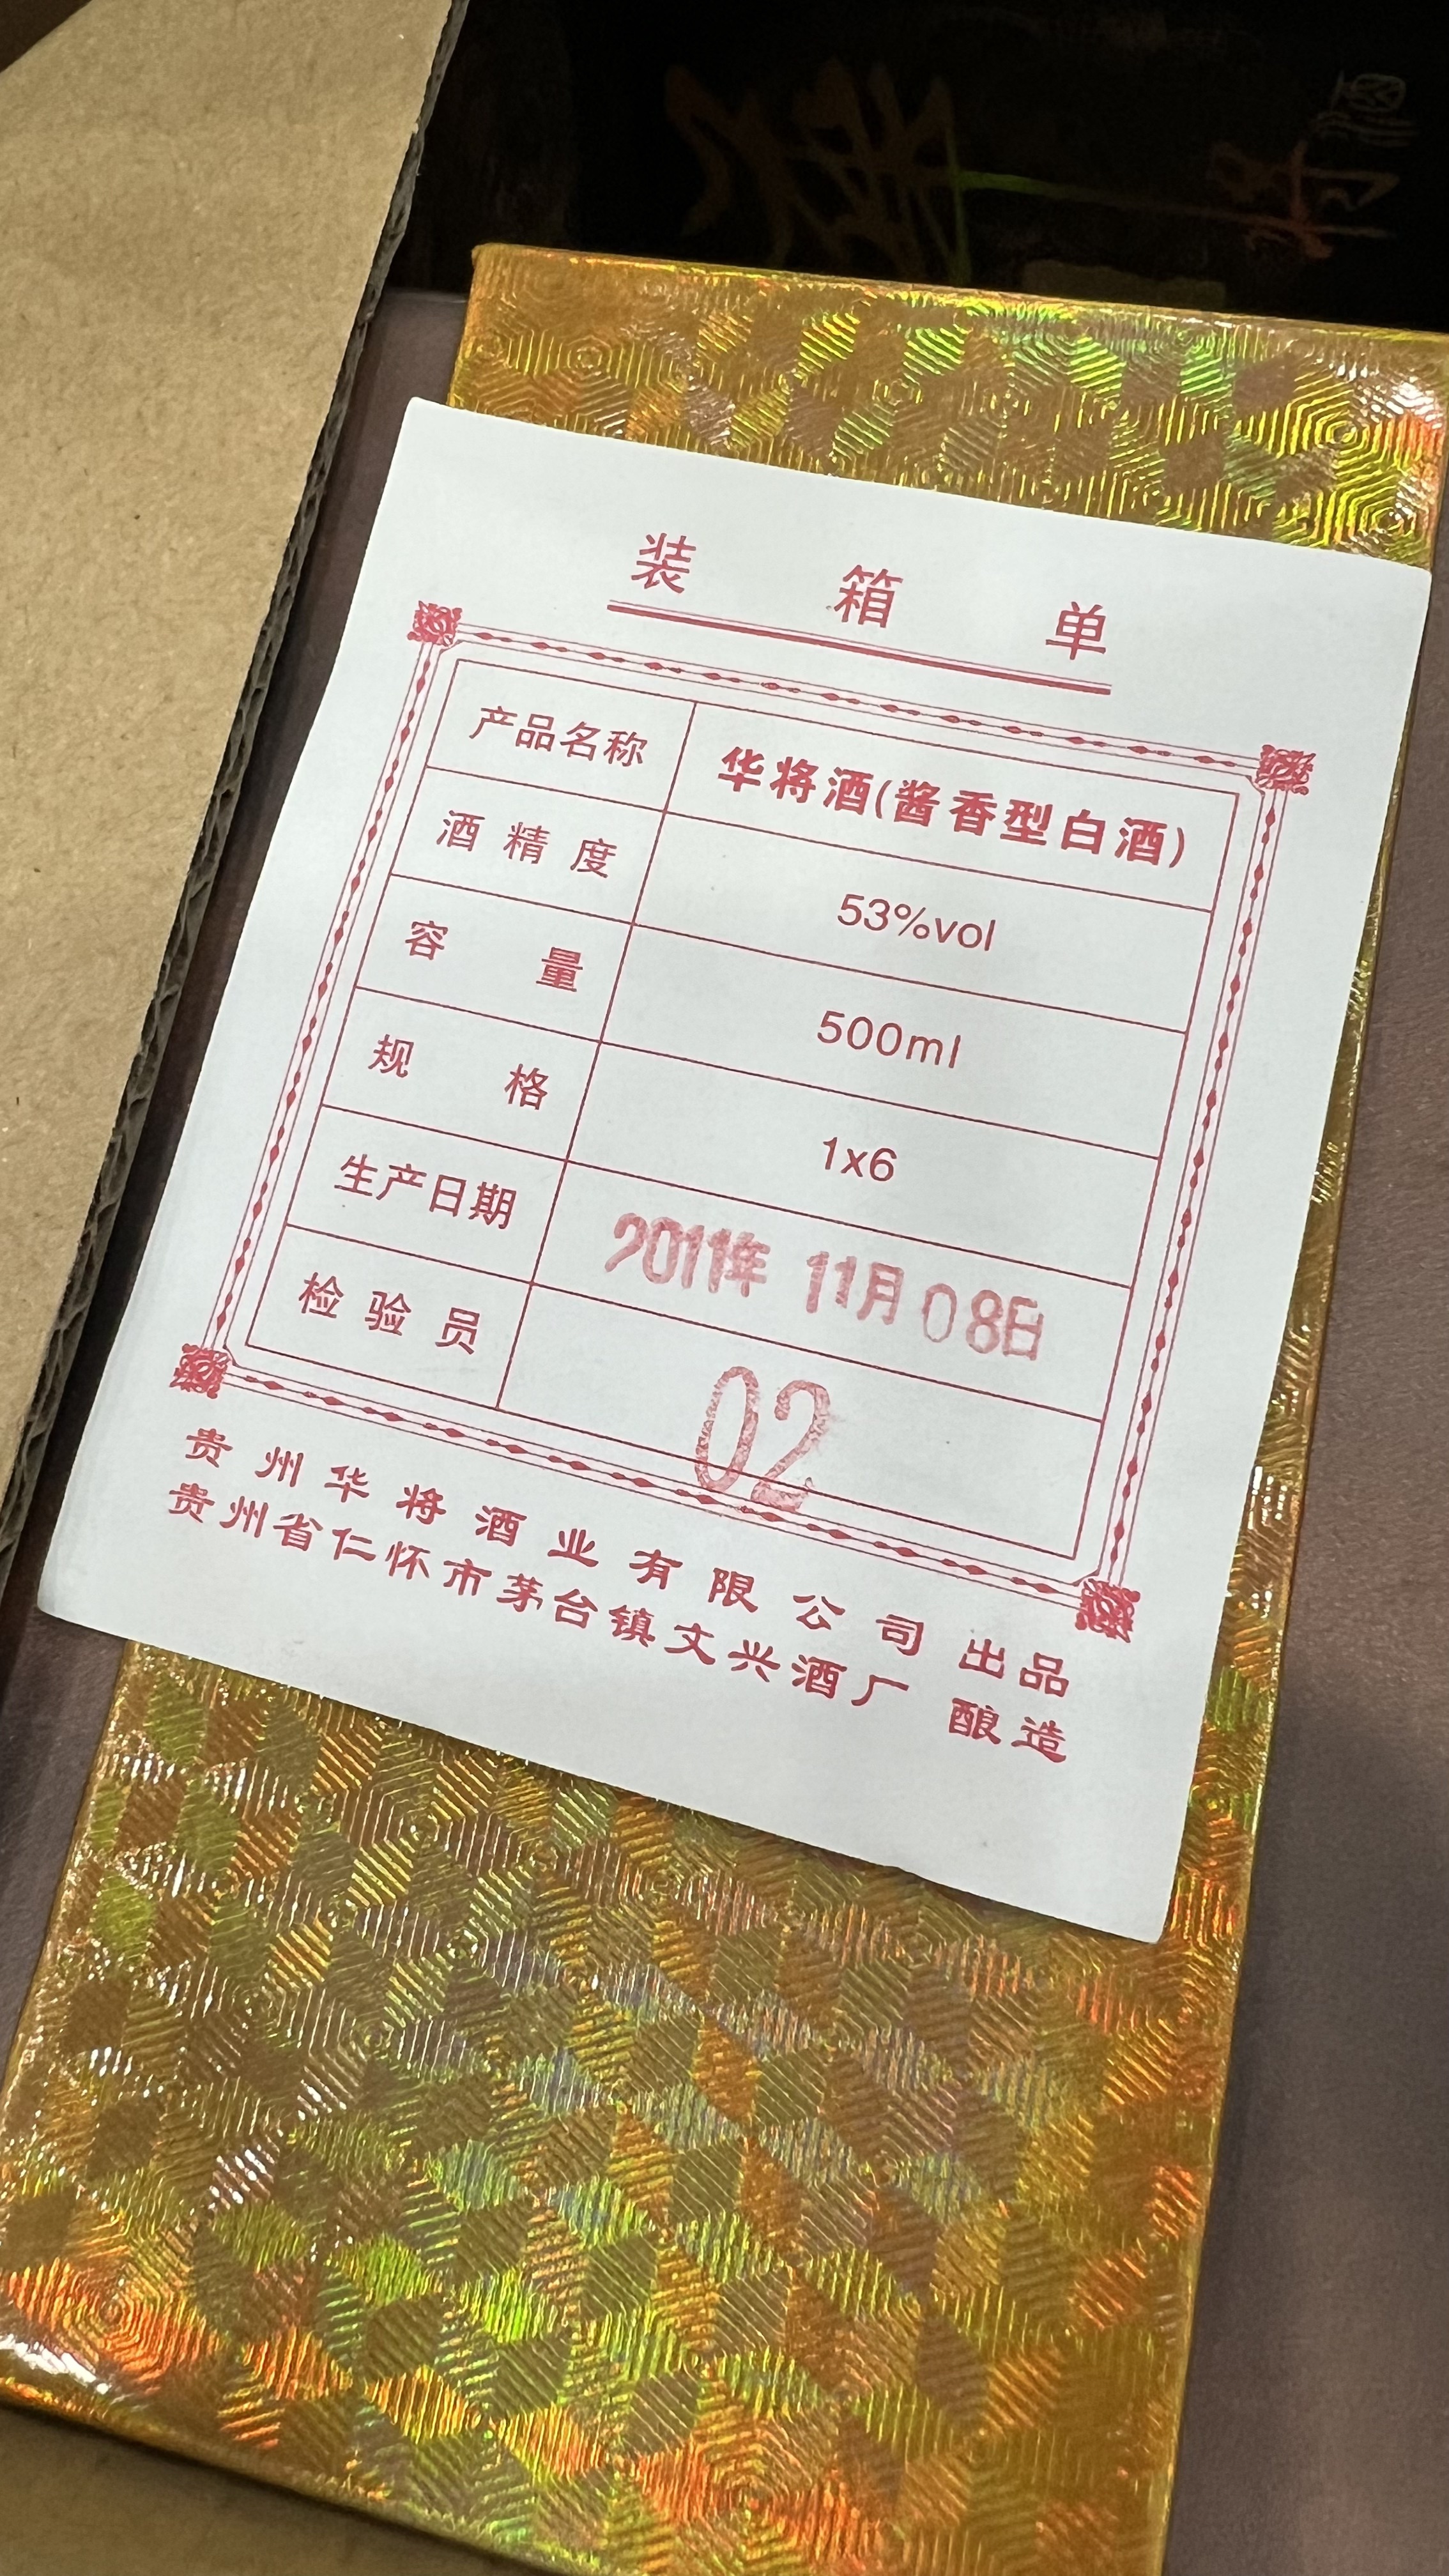 装箱单
产品名称 华将酒(酱香型白酒)
酒精度 53%vol
容量 500ml
规格 1x6
生产日期 2011年 11月08日
检验员 02
贵州华将酒业有限公司 出品
贵州省仁怀市茅台镇文兴酒厂 酿造